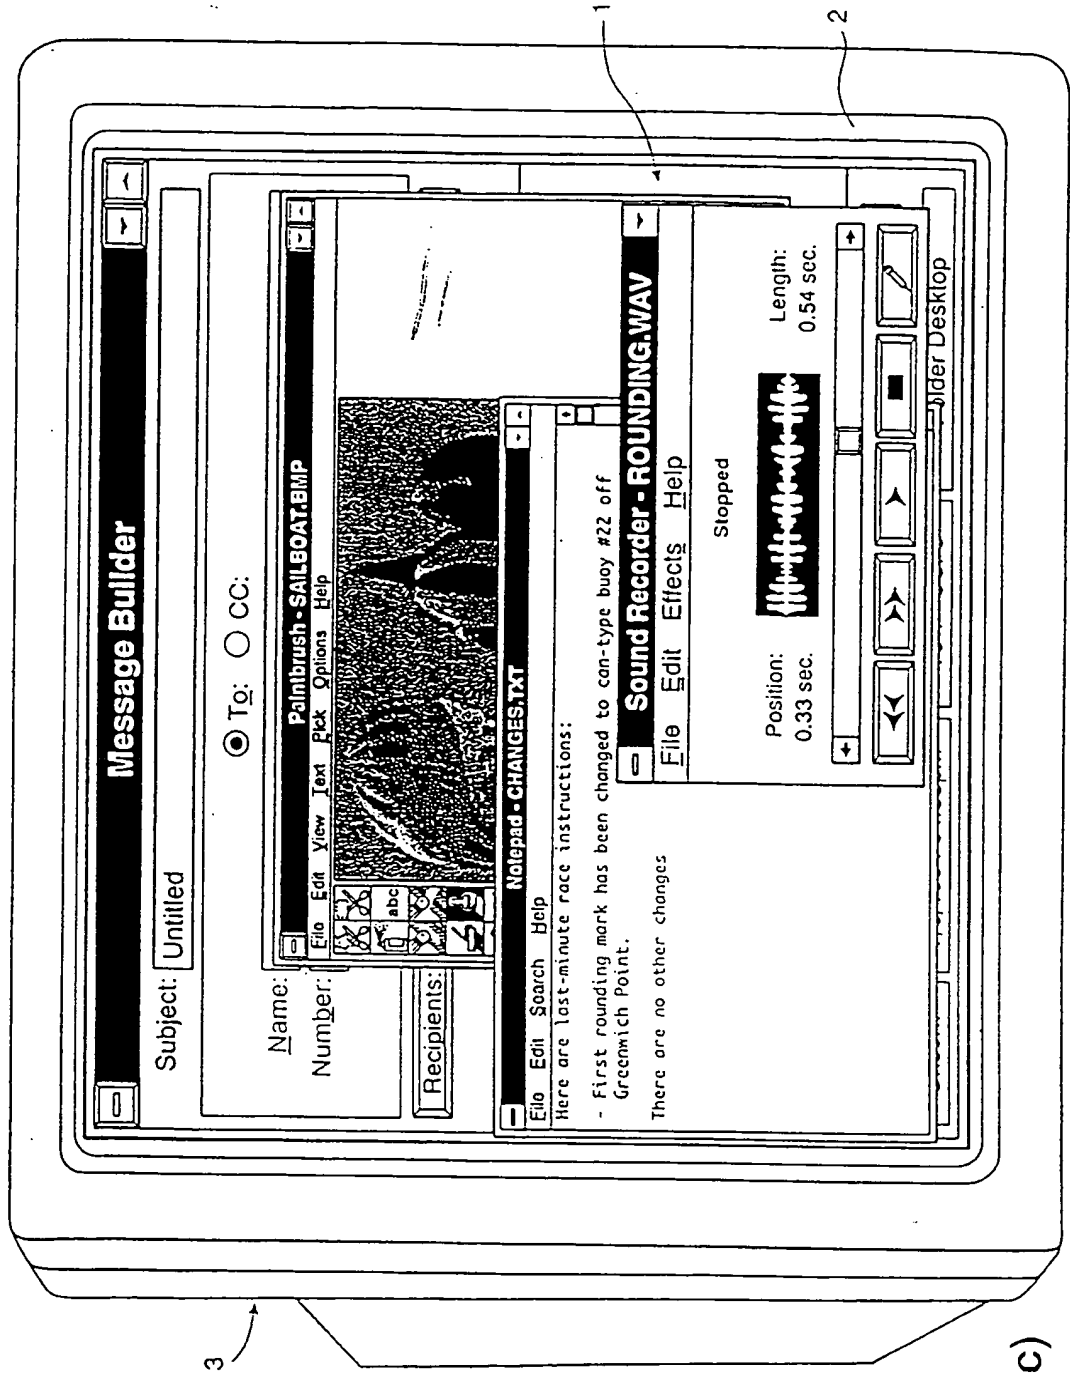 Message Builder
Subject: Untitled
To: CC:
Name:
Number:
Recipients:
Paintbrush - SAILBOAT.BMP
File Edit View Text Pick Options Help
abc
Notepad - CHANGES.TXT
File Edit Search Help
Here are last-minute race instructions:
- First rounding mark has been changed to can-type buoy #22 off
Greenwich Point.
There are no other changes
Sound Recorder - ROUNDING.WAV
File Edit Effects Help
Stopped
Position: Length:
0.33 sec. 0.54 sec.
Desktop
1
2
3
C)